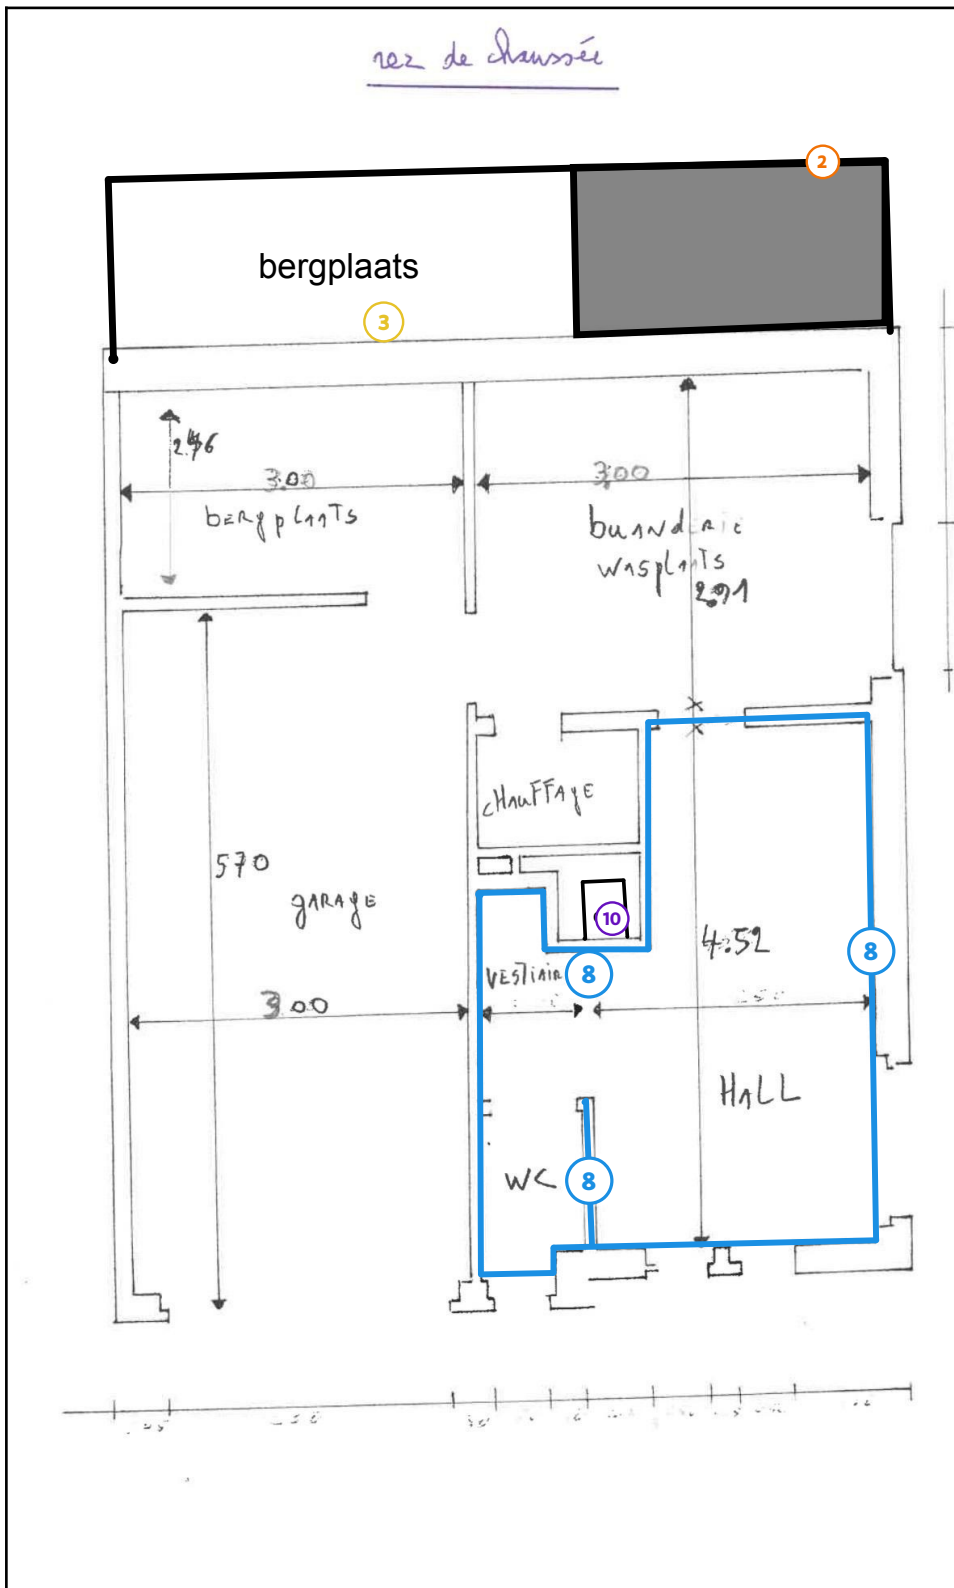 rez de chaussée
2
bergplaats
3
2.46
3.00
3.00
bergplaats
buanderie
wasplaats
2.91
CHAUFFAGE
570
GARAGE
10
4.52
8
VESTIAIR
8
3.00
HALL
WC
8